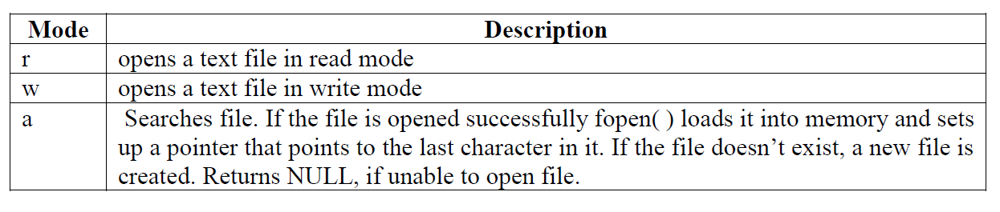 Mode Description
r opens a text file in read mode
w opens a text file in write mode
a Searches file. If the file is opened successfully fopen( ) loads it into memory and sets
up a pointer that points to the last character in it. If the file doesn’t exist, a new file is
created. Returns NULL, if unable to open file.